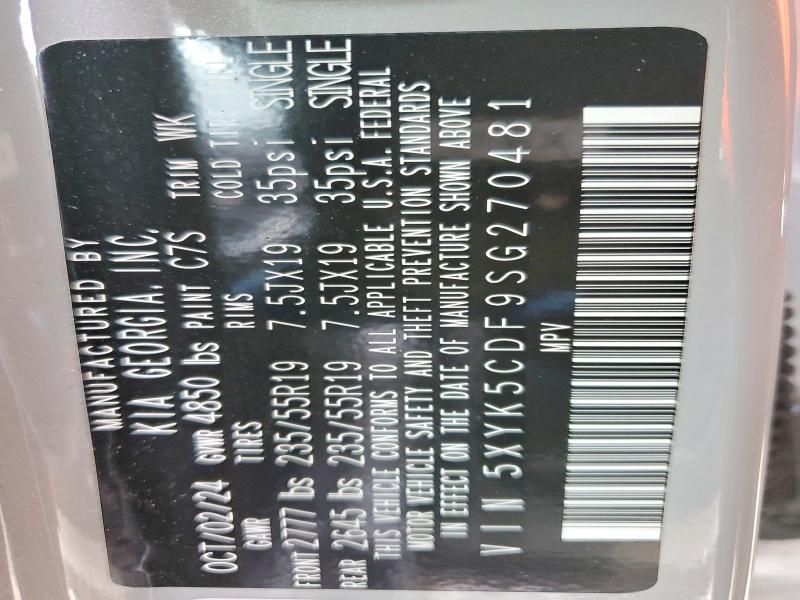 MANUFACTURED BY
KIA GEORGIA, INC.
OCT/02/24 GVWR 4850 lbs PAINT C7S TRIM WK
GAWR TIRES RIMS COLD
FRONT 2777 lbs 235/55R19 7.5JX19 35psi SINGLE
REAR 2645 lbs 235/55R19 7.5JX19 35psi SINGLE
THIS VEHICLE CONFORMS TO ALL APPLICABLE U.S.A. FEDERAL
MOTOR VEHICLE SAFETY AND THEFT PREVENTION STANDARDS
IN EFFECT ON THE DATE OF MANUFACTURE SHOWN ABOVE
VIN 5XYK5CDF9SG270481
MPV